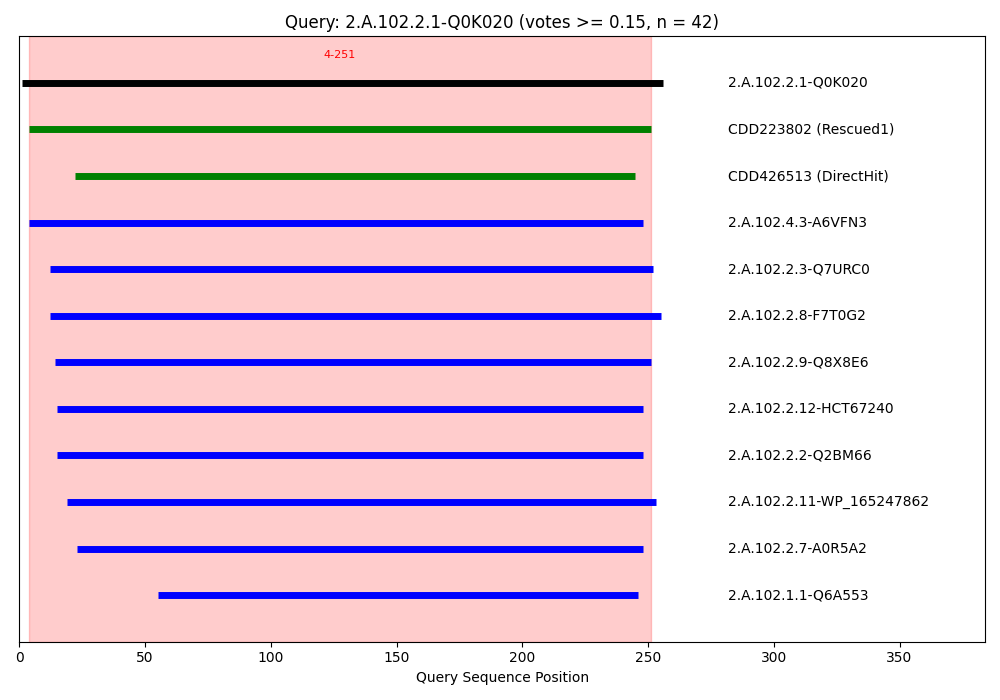 Query: 2.A.102.2.1-Q0K020 (votes >= 0.15, n = 42)
4-251
2.A.102.2.1-Q0K020
CDD223802 (Rescued1)
CDD426513 (DirectHit)
2.A.102.4.3-A6VFN3
2.A.102.2.3-Q7URC0
2.A.102.2.8-F7T0G2
2.A.102.2.9-Q8X8E6
2.A.102.2.12-HCT67240
2.A.102.2.2-Q2BM66
2.A.102.2.11-WP_165247862
2.A.102.2.7-A0R5A2
2.A.102.1.1-Q6A553
0 50 100 150 200 250 300 350
Query Sequence Position